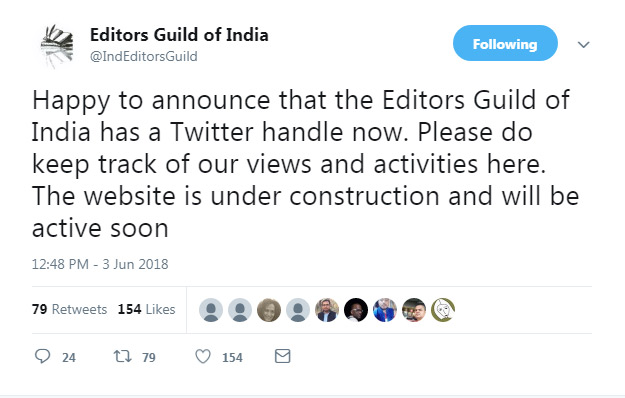 Editors Guild of India
@IndEditorsGuild
Following
Happy to announce that the Editors Guild of
India has a Twitter handle now. Please do
keep track of our views and activities here.
The website is under construction and will be
active soon
12:48 PM - 3 Jun 2018
79 Retweets 154 Likes
24 79 154